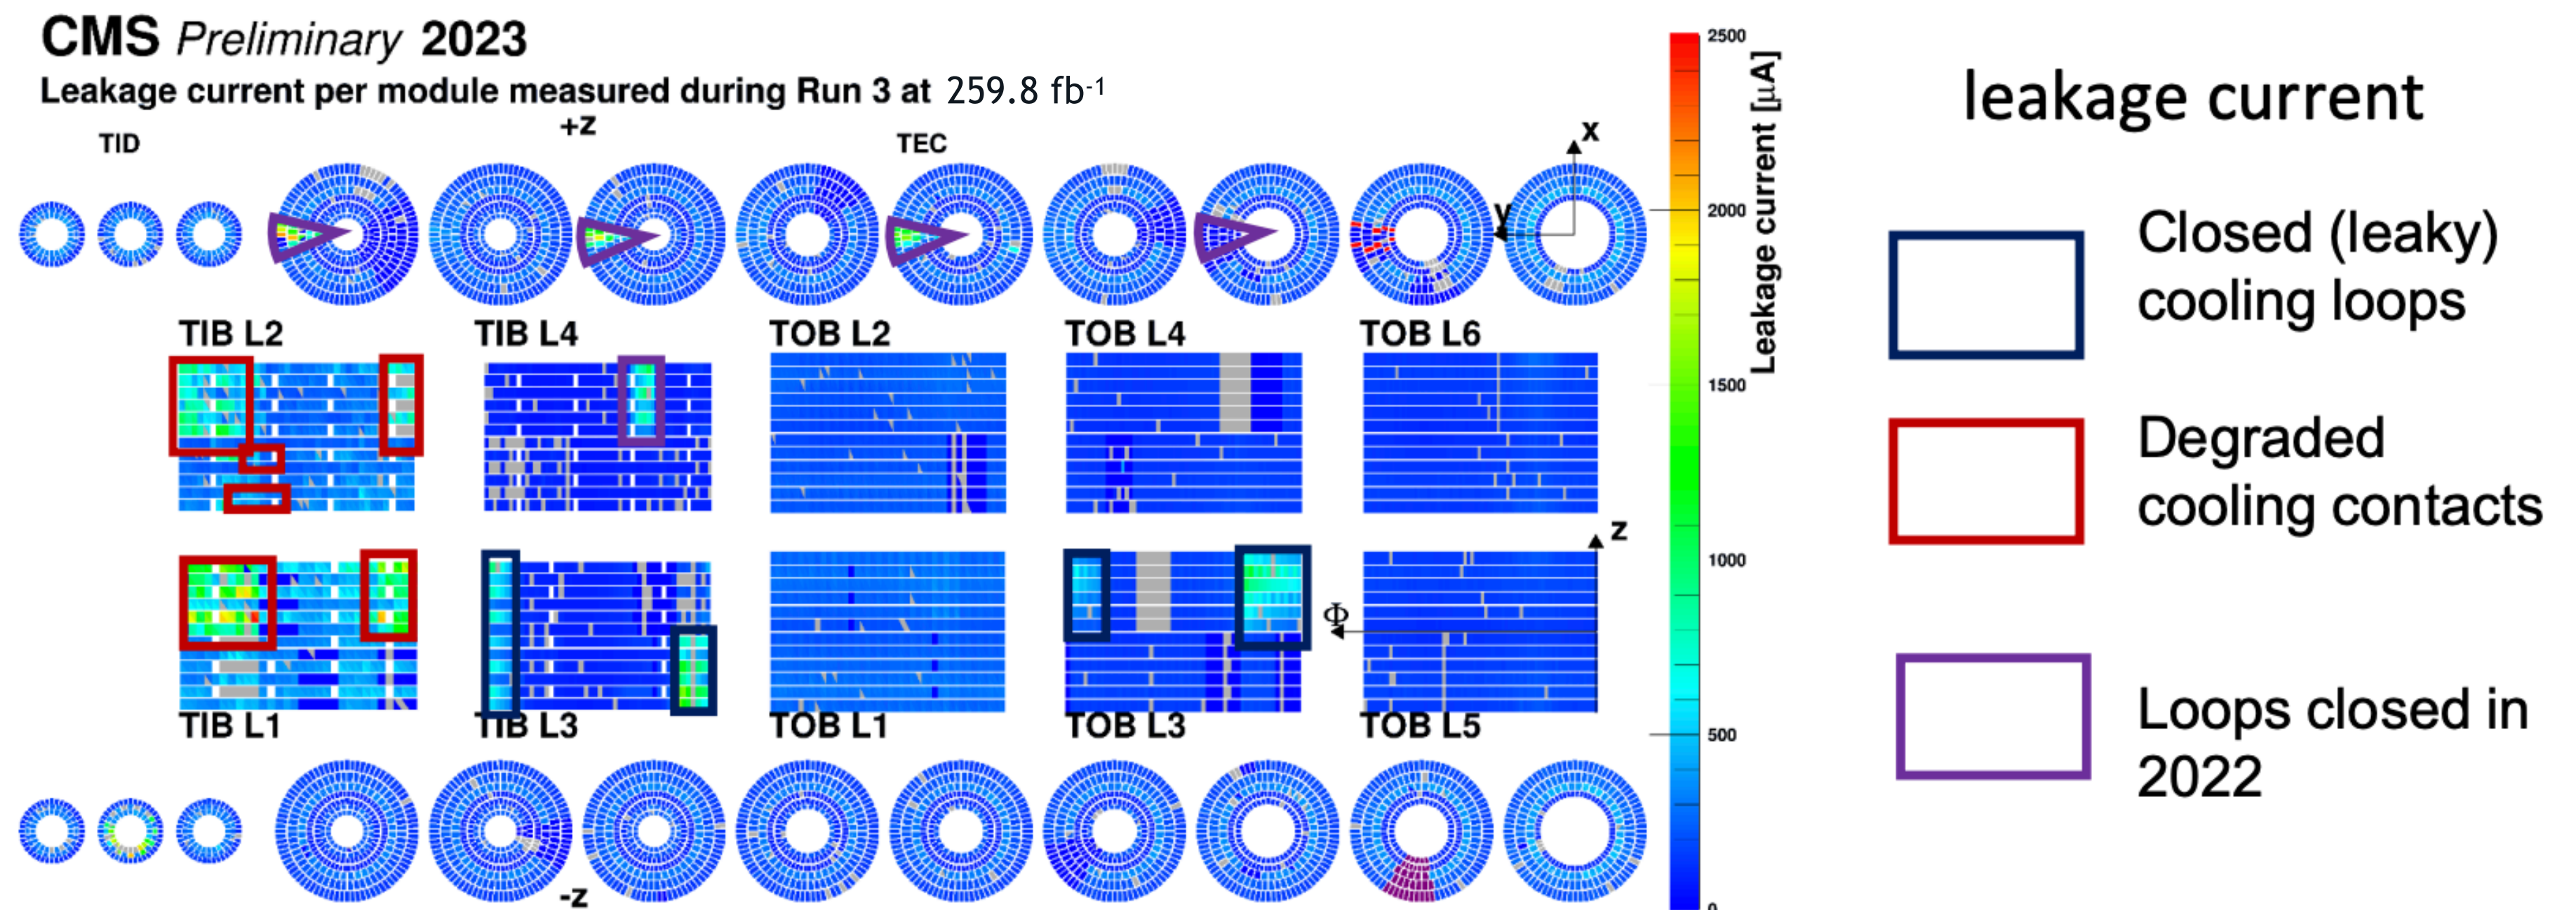 CMS Preliminary 2023
Leakage current per module measured during Run 3 at 259.8 fb-1
+z
TID
TEC
x
y
TIB L2
TIB L4
TOB L2
TOB L4
TOB L6
z
Φ
TIB L1
TIB L3
TOB L1
TOB L3
TOB L5
-z
2500
2000
1500
1000
500
0
Leakage current [μA]
leakage current
Closed (leaky)
cooling loops
Degraded
cooling contacts
Loops closed in
2022